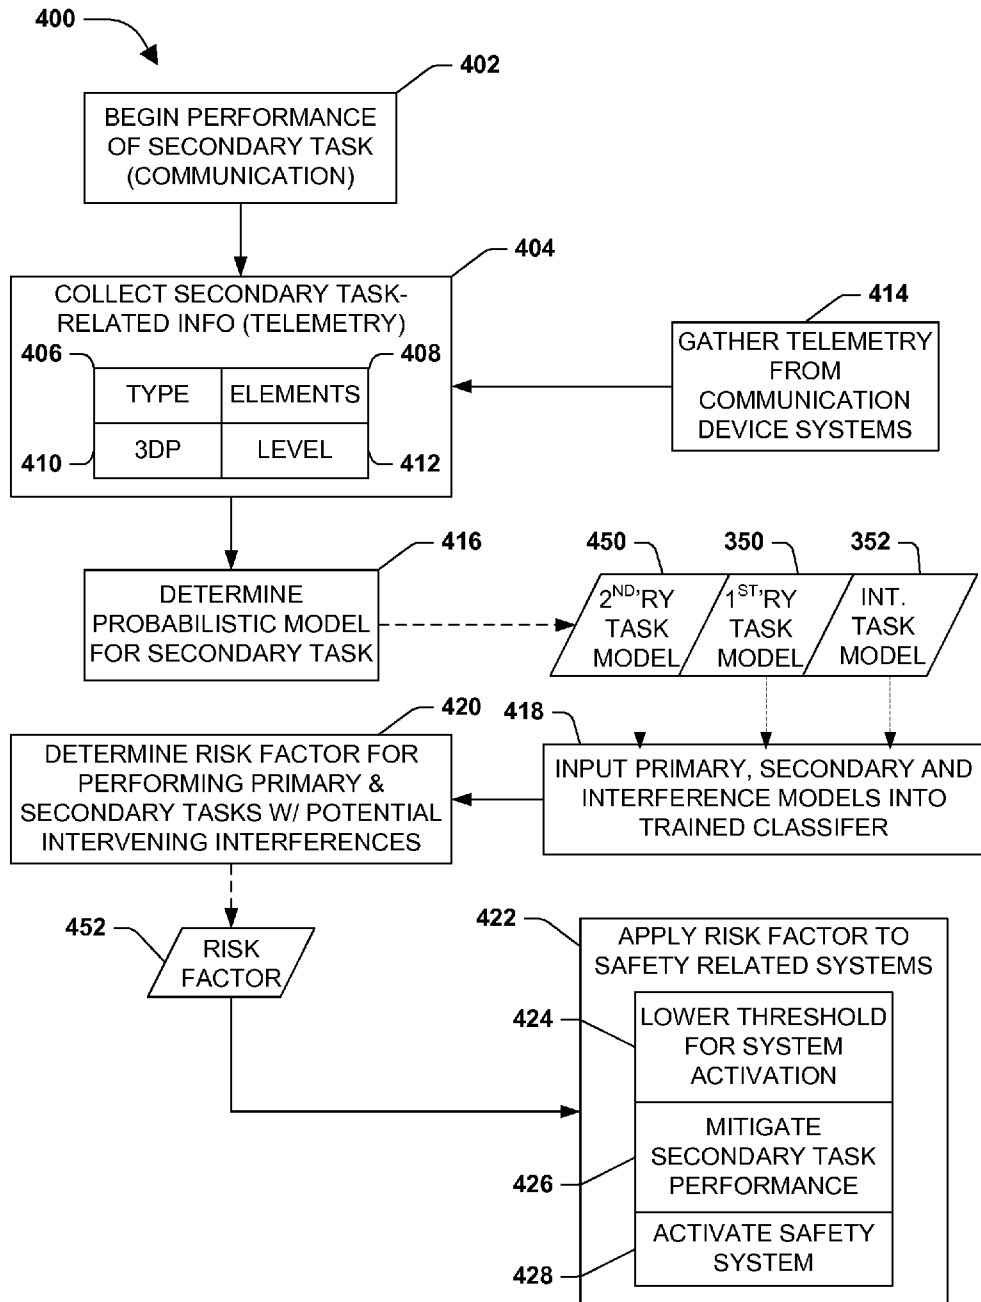 400
402
BEGIN PERFORMANCE
OF SECONDARY TASK
(COMMUNICATION)
404
COLLECT SECONDARY TASK-
RELATED INFO (TELEMETRY)
406
408
TYPE
ELEMENTS
410
3DP
LEVEL
412
414
GATHER TELEMETRY
FROM
COMMUNICATION
DEVICE SYSTEMS
416
DETERMINE
PROBABILISTIC MODEL
FOR SECONDARY TASK
450
350
352
2ND'RY
TASK
MODEL
1ST'RY
TASK
MODEL
INT.
TASK
MODEL
418
INPUT PRIMARY, SECONDARY AND
INTERFERENCE MODELS INTO
TRAINED CLASSIFER
420
DETERMINE RISK FACTOR FOR
PERFORMING PRIMARY &
SECONDARY TASKS W/ POTENTIAL
INTERVENING INTERFERENCES
452
RISK
FACTOR
422
APPLY RISK FACTOR TO
SAFETY RELATED SYSTEMS
424
LOWER THRESHOLD
FOR SYSTEM
ACTIVATION
426
MITIGATE
SECONDARY TASK
PERFORMANCE
428
ACTIVATE SAFETY
SYSTEM